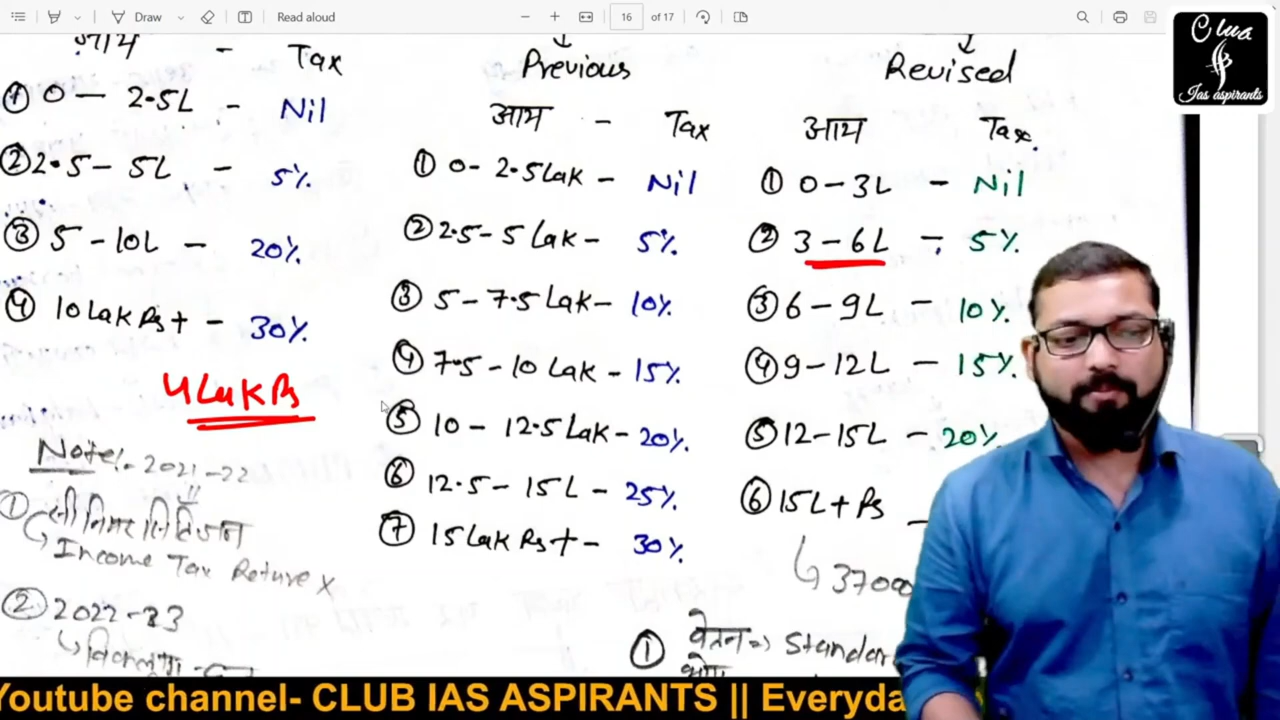 Draw
Read aloud
16 of 17
Club
Ias aspirants
आय - Tax
① 0 — 2.5L - Nil
② 2.5 — 5L - 5%
③ 5 - 10L - 20%
④ 10 Lak Rs + - 30%
4 Lak Rs
Note:- 2021-22
①
Income Tax Return x
② 2022-23
Previous
आय - Tax
① 0 - 2.5 Lak - Nil
② 2.5 - 5 Lak - 5%
③ 5 - 7.5 Lak - 10%
④ 7.5 - 10 Lak - 15%
⑤ 10 - 12.5 Lak - 20%
⑥ 12.5 - 15L - 25%
⑦ 15 Lak Rs + - 30%
Revised
आय Tax
① 0 - 3L - Nil
② 3 - 6L - 5%
③ 6 - 9L - 10%
④ 9 - 12L - 15%
⑤ 12 - 15L - 20%
⑥ 15L + Rs -
① वेतन => Standar
Youtube channel- CLUB IAS ASPIRANTS || Everyda